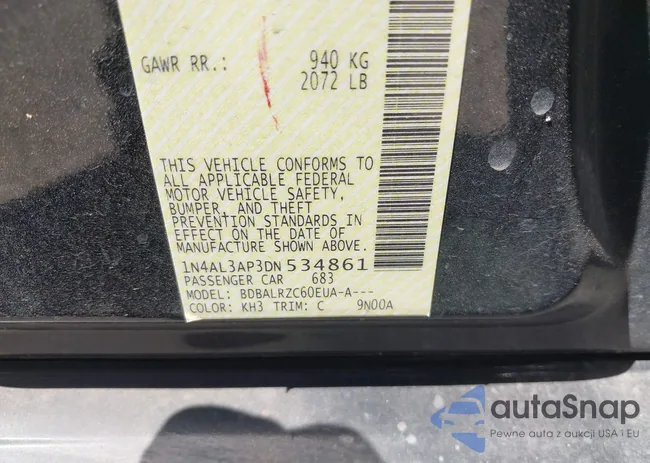 GAWR RR.: 940 KG
2072 LB
THIS VEHICLE CONFORMS TO
ALL APPLICABLE FEDERAL
MOTOR VEHICLE SAFETY,
BUMPER, AND THEFT
PREVENTION STANDARDS IN
EFFECT ON THE DATE OF
MANUFACTURE SHOWN ABOVE.
1N4AL3AP3DN534861
PASSENGER CAR 683
MODEL: BDBALRZC60EUA-A---
COLOR: KH3 TRIM: C 9N00A
autaSnap
Pewne auta z aukcji USA i EU